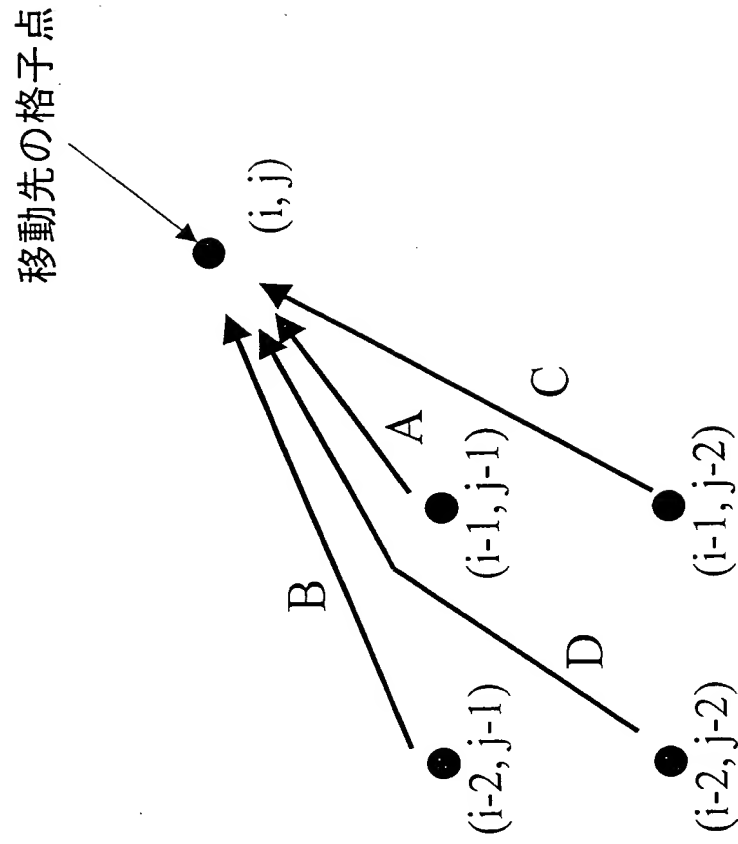 移動先の格子点
(i, j)
B
A
C
D
(i-2, j-1)
(i-1, j-1)
(i-2, j-2)
(i-1, j-2)